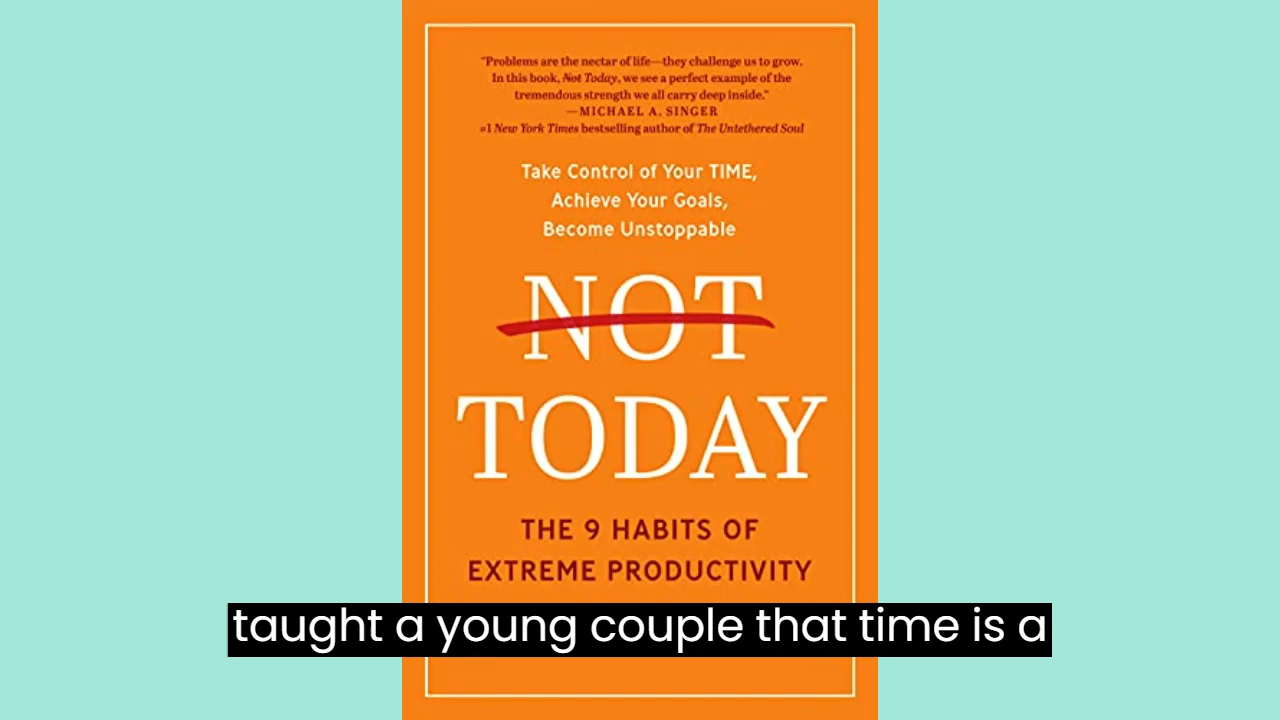 "Problems are the nectar of life—they challenge us to grow.
In this book, Not Today, we see a perfect example of the
tremendous strength we all carry deep inside."
—MICHAEL A. SINGER
#1 New York Times bestselling author of The Untethered Soul
Take Control of Your TIME,
Achieve Your Goals,
Become Unstoppable
NOT
TODAY
THE 9 HABITS OF
EXTREME PRODUCTIVITY
taught a young couple that time is a